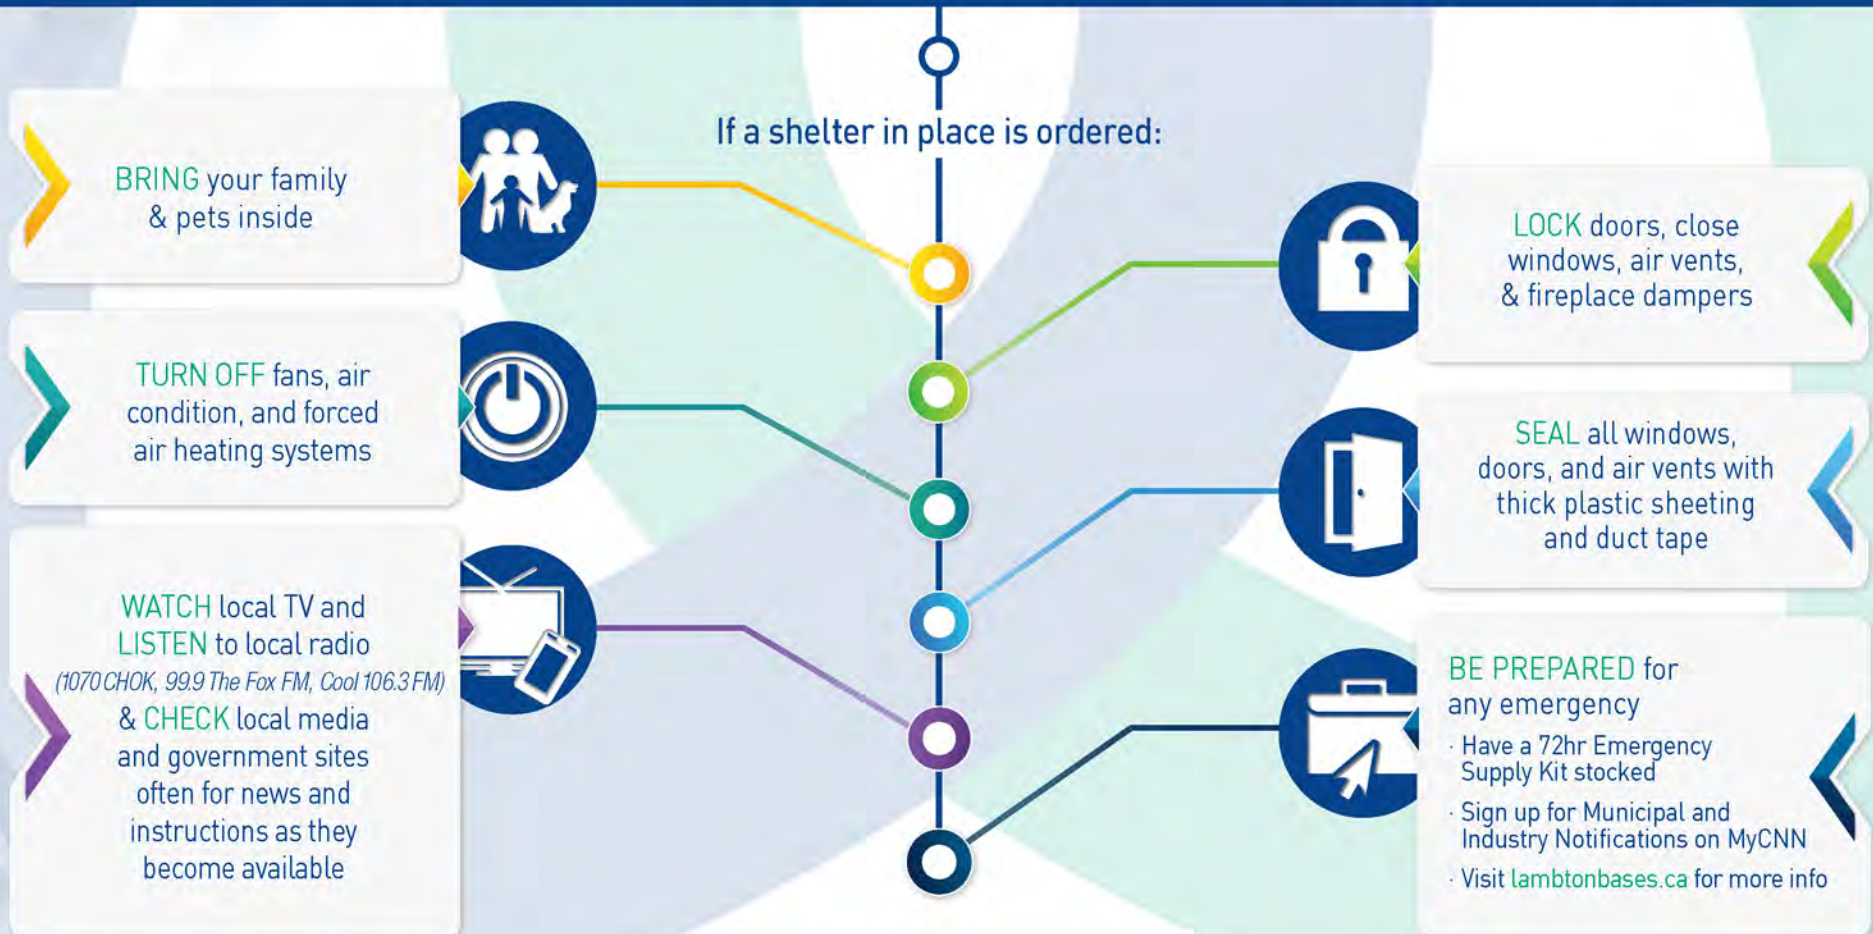 If a shelter in place is ordered:
BRING your family
& pets inside
LOCK doors, close
windows, air vents,
& fireplace dampers
TURN OFF fans, air
condition, and forced
air heating systems
SEAL all windows,
doors, and air vents with
thick plastic sheeting
and duct tape
WATCH local TV and
LISTEN to local radio
(1070 CHOK, 99.9 The Fox FM, Cool 106.3 FM)
& CHECK local media
and government sites
often for news and
instructions as they
become available
BE PREPARED for
any emergency
· Have a 72hr Emergency
Supply Kit stocked
· Sign up for Municipal and
Industry Notifications on MyCNN
· Visit lambtonbases.ca for more info